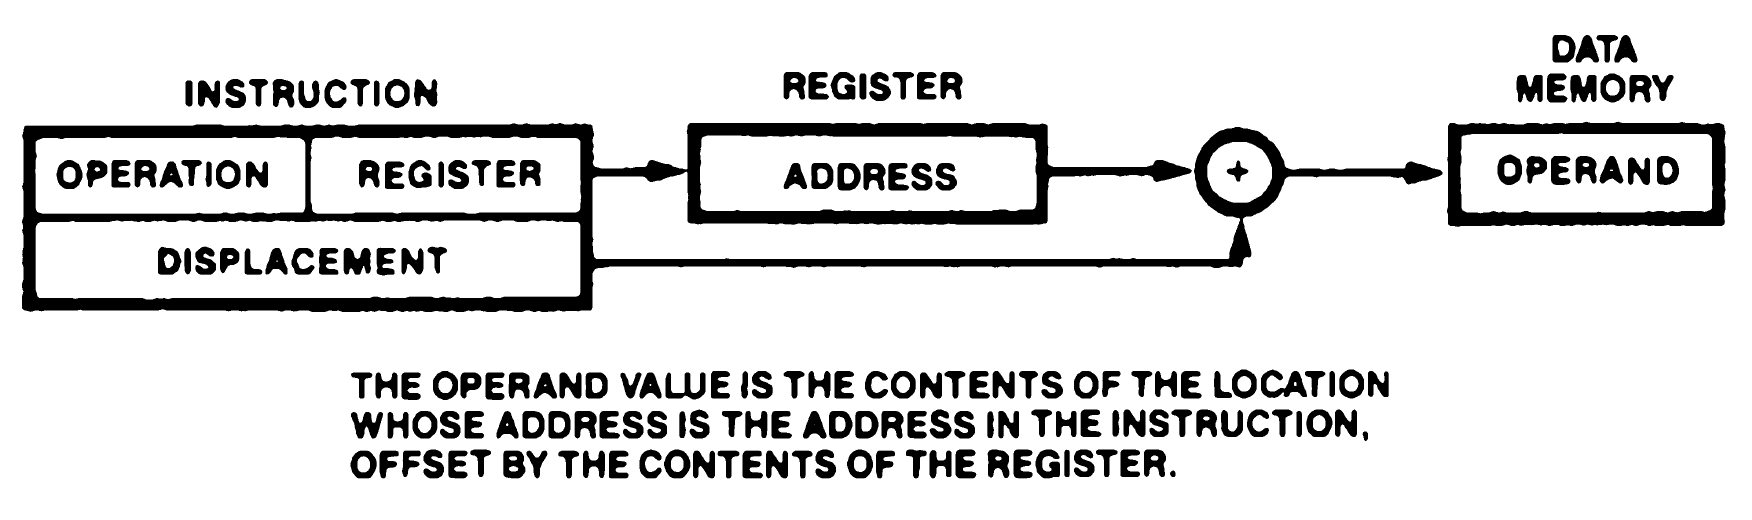 INSTRUCTION
REGISTER
DATA
MEMORY
OPERATION
REGISTER
ADDRESS
+
OPERAND
DISPLACEMENT
THE OPERAND VALUE IS THE CONTENTS OF THE LOCATION
WHOSE ADDRESS IS THE ADDRESS IN THE INSTRUCTION,
OFFSET BY THE CONTENTS OF THE REGISTER.